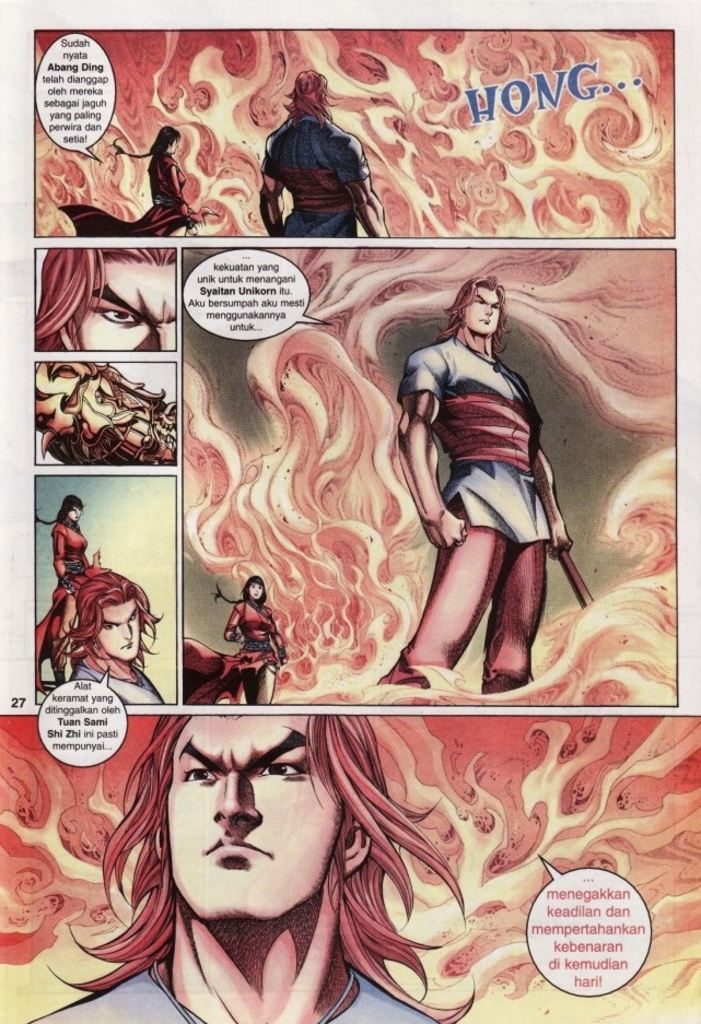 Sudah
nyata
Abang Ding
telah dianggap
oleh mereka
sebagai jaguh
yang paling
perwira dan
setia!
HONG...
...
kekuatan yang
unik untuk menangani
Syaitan Unikorn itu.
Aku bersumpah aku mesti
menggunakannya
untuk...
27
Alat
keramat yang
ditinggalkan oleh
Tuan Sami
Shi Zhi ini pasti
mempunyai...
...
menegakkan
keadilan dan
mempertahankan
kebenaran
di kemudian
hari!